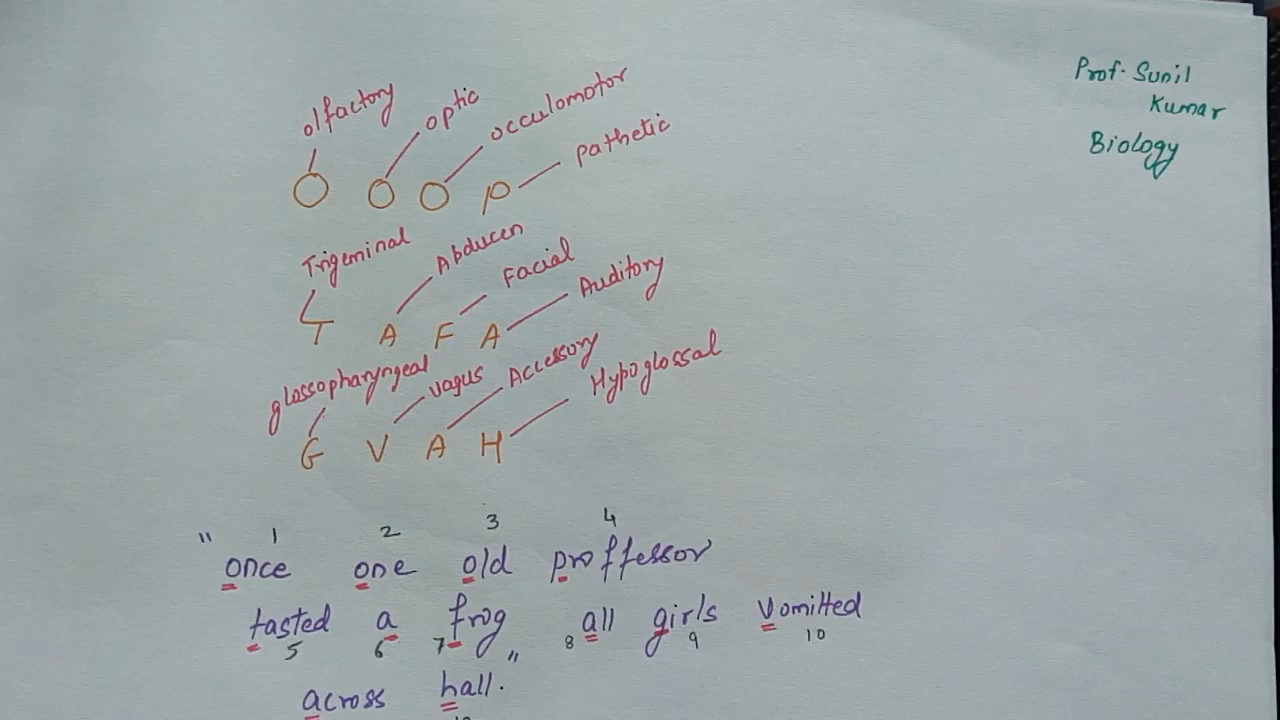 Prof. Sunil
Kumar
Biology
olfactory optic occulomotor pathetic
O O O P
Trigeminal Abducen Facial Auditory
T A F A
glossopharyngeal vagus Accessory Hypoglossal
G V A H
1 2 3 4
" once one old proffessor
tasted a frog " all girls vomitted
5 6 7 8 9 10
across hall.